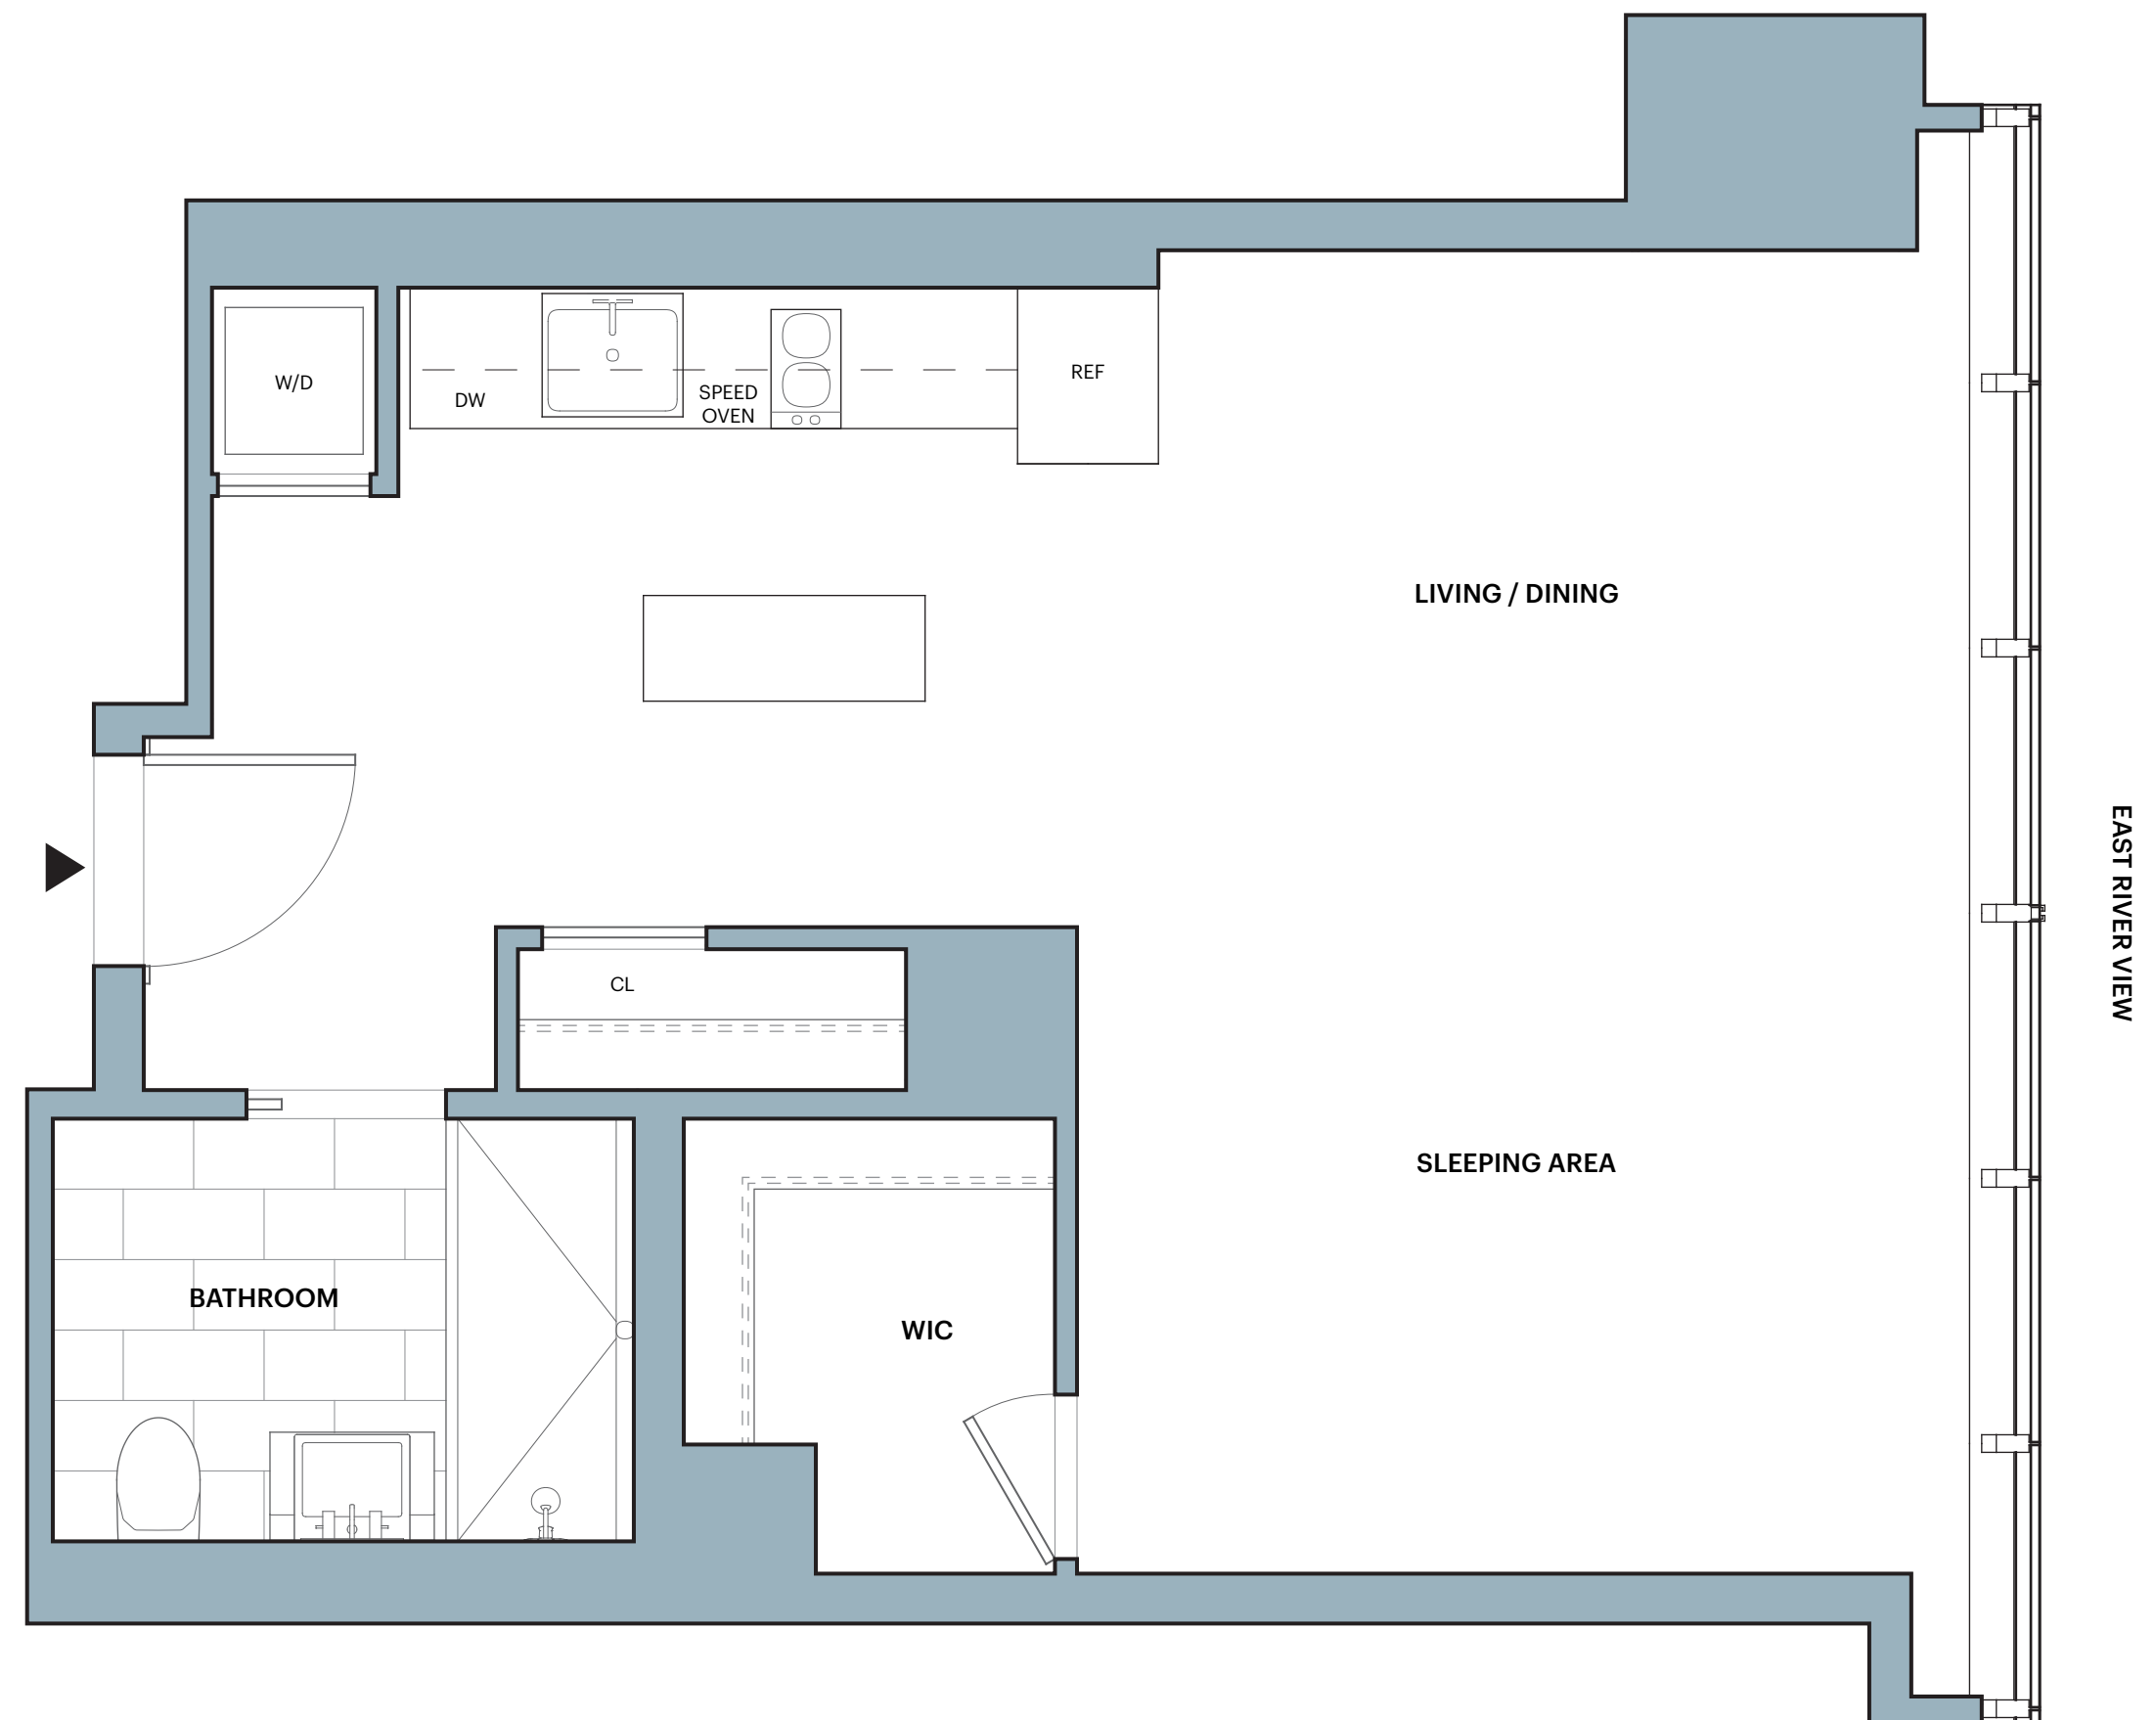 W/D
DW
SPEED
OVEN
REF
LIVING / DINING
EAST RIVER VIEW
CL
SLEEPING AREA
BATHROOM
WIC